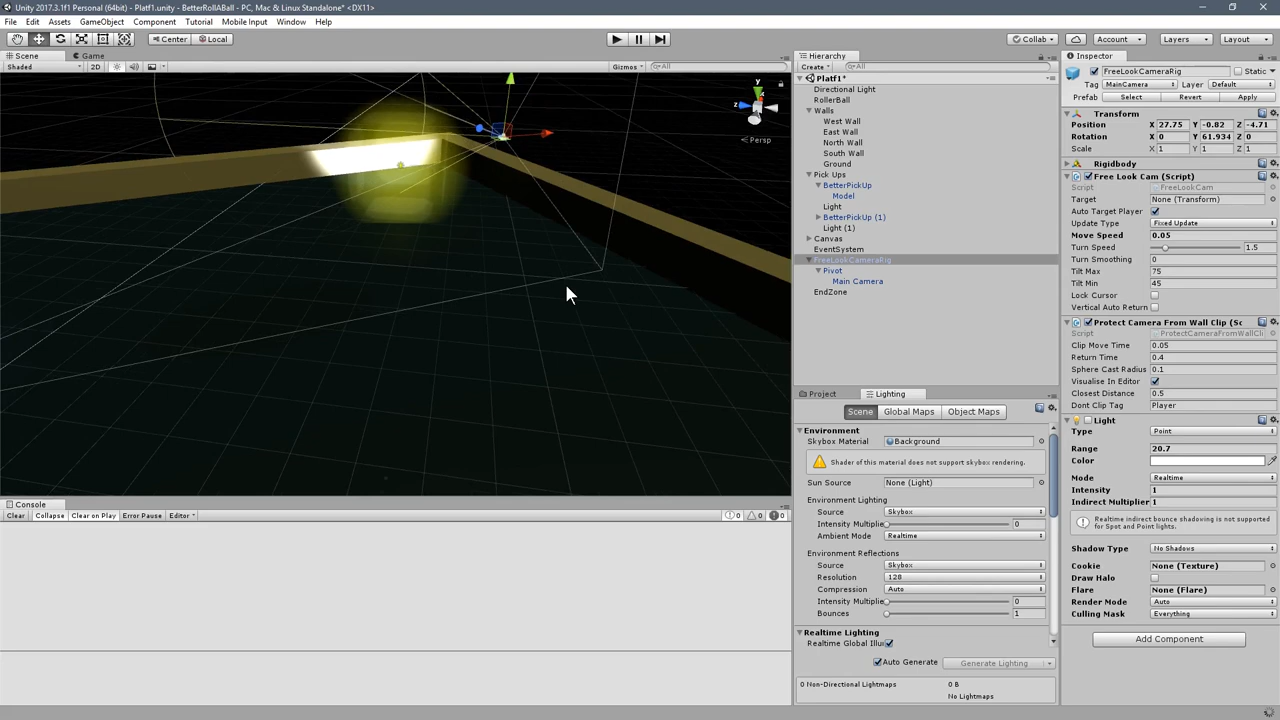 Unity 2017.3.1f1 Personal (64bit) - Platf1.unity - BetterRollABall - PC, Mac & Linux Standalone* <DX11>
File Edit Assets GameObject Component Tutorial Mobile Input Window Help
Center Local Collab Account Layers Layout
Scene Game
Shaded 2D Gizmos All
y
z
x
Persp
Console
Clear Collapse Clear on Play Error Pause Editor 0 0 0
Hierarchy
Create All
Platf1*
Directional Light
RollerBall
Walls
West Wall
East Wall
North Wall
South Wall
Ground
Pick Ups
BetterPickUp
Model
Light
BetterPickUp (1)
Light (1)
Canvas
EventSystem
FreeLookCameraRig
Pivot
Main Camera
EndZone
Project Lighting
Scene Global Maps Object Maps
Environment
Skybox Material Background
Shader of this material does not support skybox rendering.
Sun Source None (Light)
Environment Lighting
Source Skybox
Intensity Multiplie 0
Ambient Mode Realtime
Environment Reflections
Source Skybox
Resolution 128
Compression Auto
Intensity Multiplie 0
Bounces 1
Realtime Lighting
Realtime Global Illu
Auto Generate Generate Lighting
0 Non-Directional Lightmaps 0 B
No Lightmaps
Inspector
FreeLookCameraRig Static
Tag MainCamera Layer Default
Prefab Select Revert Apply
Transform
Position X 27.75 Y -0.82 Z -4.71
Rotation X 0 Y 61.934 Z 0
Scale X 1 Y 1 Z 1
Rigidbody
Free Look Cam (Script)
Script FreeLookCam
Target None (Transform)
Auto Target Player
Update Type Fixed Update
Move Speed 0.05
Turn Speed 1.5
Turn Smoothing 0
Tilt Max 75
Tilt Min 45
Lock Cursor
Vertical Auto Return
Protect Camera From Wall Clip (Sc
Script ProtectCameraFromWallCli
Clip Move Time 0.05
Return Time 0.4
Sphere Cast Radius 0.1
Visualise In Editor
Closest Distance 0.5
Dont Clip Tag Player
Light
Type Point
Range 20.7
Color
Mode Realtime
Intensity 1
Indirect Multiplier 1
Realtime indirect bounce shadowing is not supported
for Spot and Point lights.
Shadow Type No Shadows
Cookie None (Texture)
Draw Halo
Flare None (Flare)
Render Mode Auto
Culling Mask Everything
Add Component